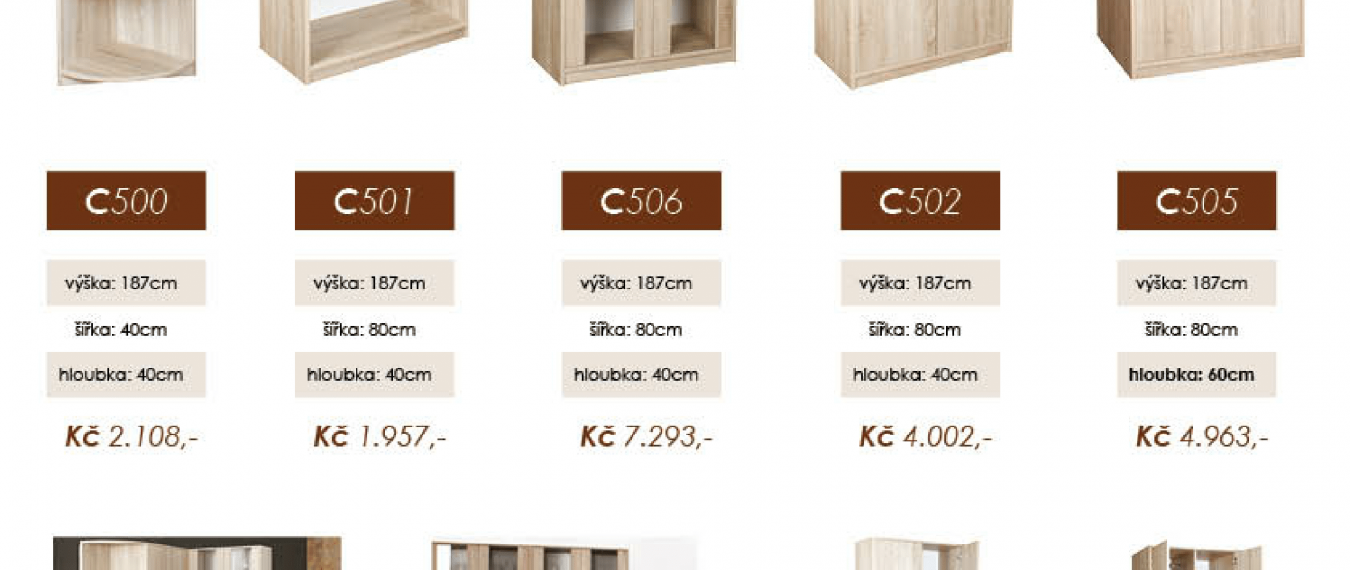 C500 C501 C506 C502 C505
výška: 187cm výška: 187cm výška: 187cm výška: 187cm výška: 187cm
šířka: 40cm šířka: 80cm šířka: 80cm šířka: 80cm šířka: 80cm
hloubka: 40cm hloubka: 40cm hloubka: 40cm hloubka: 40cm hloubka: 60cm
Kč 2.108,- Kč 1.957,- Kč 7.293,- Kč 4.002,- Kč 4.963,-